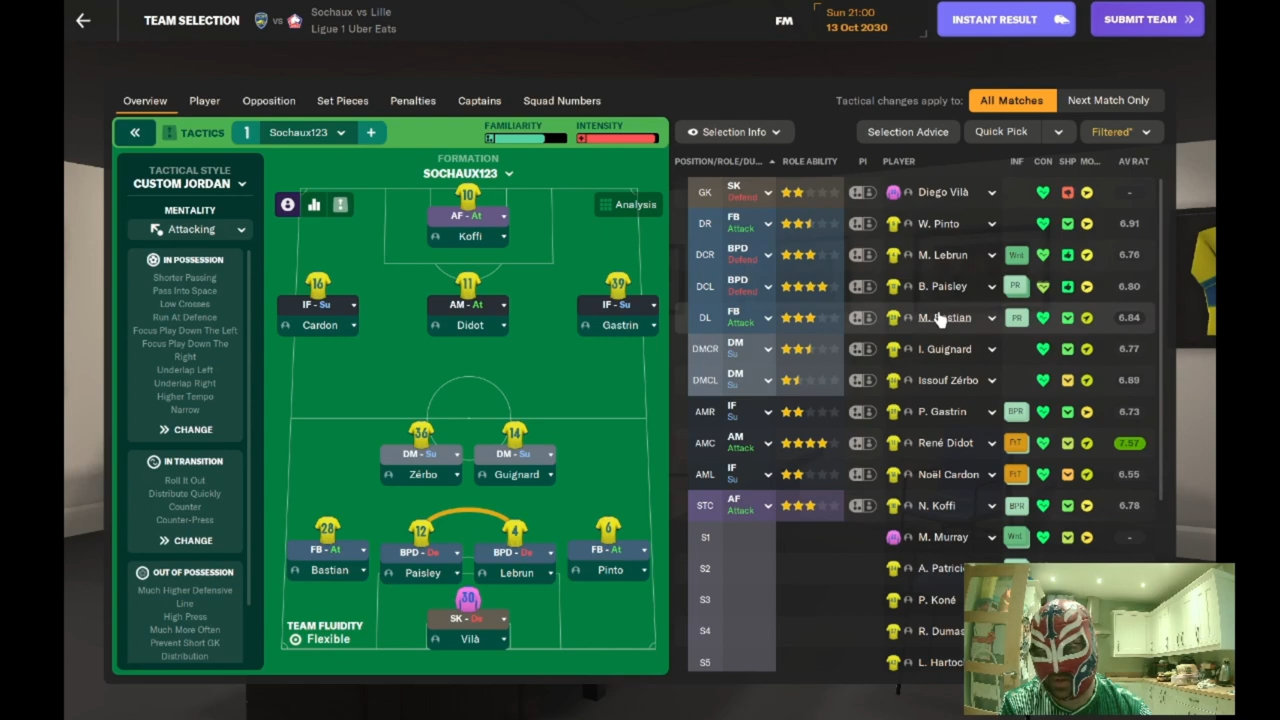 TEAM SELECTION
vs
Sochaux vs Lille
Ligue 1 Uber Eats
FM
Sun 21:00
13 Oct 2030
INSTANT RESULT
SUBMIT TEAM
Overview
Player
Opposition
Set Pieces
Penalties
Captains
Squad Numbers
Tactical changes apply to:
All Matches
Next Match Only
TACTICS
1
Sochaux123
+
FAMILIARITY
INTENSITY
TACTICAL STYLE
CUSTOM JORDAN
MENTALITY
Attacking
IN POSSESSION
Shorter Passing
Pass Into Space
Low Crosses
Run At Defence
Focus Play Down The Left
Focus Play Down The
Right
Underlap Left
Underlap Right
Higher Tempo
Narrow
CHANGE
IN TRANSITION
Roll It Out
Distribute Quickly
Counter
Counter-Press
CHANGE
OUT OF POSSESSION
Much Higher Defensive
Line
High Press
Much More Often
Prevent Short GK
Distribution
FORMATION
SOCHAUX123
Analysis
10
AF - At
Koffi
16
IF - Su
Cardon
11
AM - At
Didot
39
IF - Su
Gastrin
36
DM - Su
Zérbo
14
DM - Su
Guignard
28
FB - At
Bastian
12
BPD - De
Paisley
4
BPD - De
Lebrun
6
FB - At
Pinto
30
SK - De
Vilà
TEAM FLUIDITY
Flexible
Selection Info
Selection Advice
Quick Pick
Filtered*
POSITION/ROLE/DU... ROLE ABILITY PI PLAYER INF CON SHP MO... AV RAT
GK SK Defend Diego Vilà -
DR FB Attack W. Pinto 6.91
DCR BPD Defend M. Lebrun Wnt 6.76
DCL BPD Defend B. Paisley PR 6.80
DL FB Attack M. Bastian PR 6.84
DMCR DM Su I. Guignard 6.77
DMCL DM Su Issouf Zérbo 6.89
AMR IF Su P. Gastrin BPR 6.73
AMC AM Attack René Didot FtT 7.57
AML IF Su Noël Cardon FtT 6.55
STC AF Attack N. Koffi BPR 6.78
S1 M. Murray Wnt -
S2 A. Patrici
S3 P. Koné
S4 R. Dumas
S5 L. Hartoc